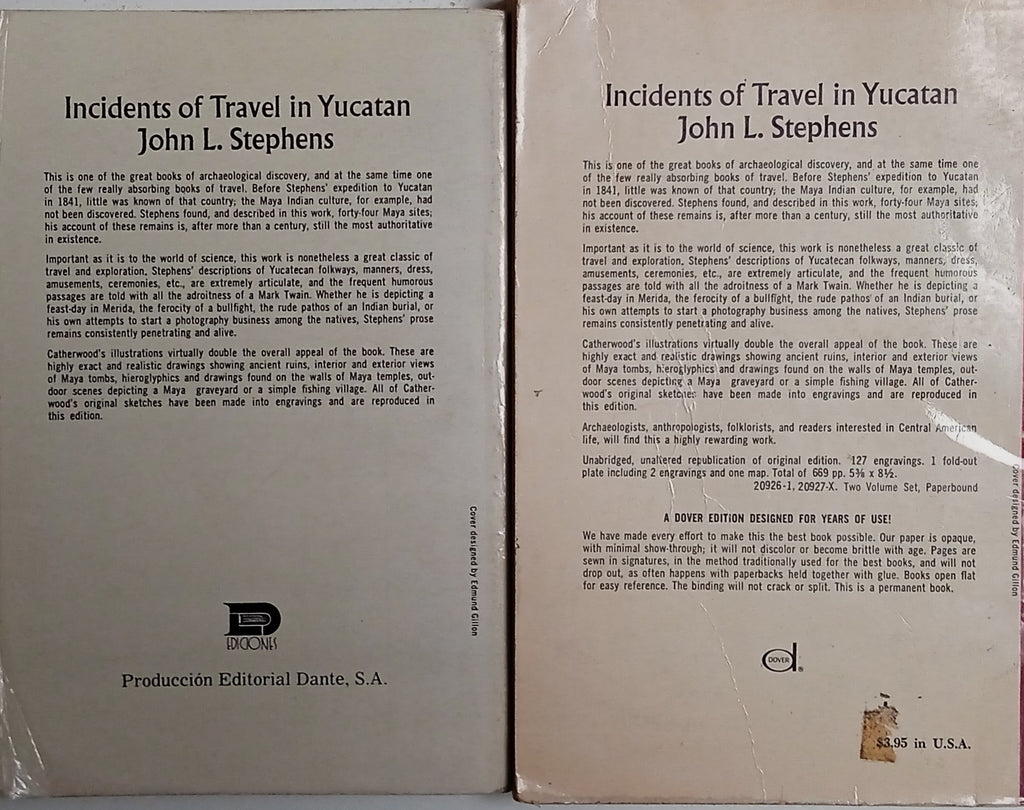 Incidents of Travel in Yucatan
John L. Stephens
This is one of the great books of archaeological discovery, and at the same time one
of the few really absorbing books of travel. Before Stephens' expedition to Yucatan
in 1841, little was known of that country; the Maya Indian culture, for example, had
not been discovered. Stephens found, and described in this work, forty-four Maya sites;
his account of these remains is, after more than a century, still the most authoritative
in existence.
Important as it is to the world of science, this work is nonetheless a great classic of
travel and exploration. Stephens' descriptions of Yucatecan folkways, manners, dress,
amusements, ceremonies, etc., are extremely articulate, and the frequent humorous
passages are told with all the adroitness of a Mark Twain. Whether he is depicting a
feast-day in Merida, the ferocity of a bullfight, the rude pathos of an Indian burial, or
his own attempts to start a photography business among the natives, Stephens' prose
remains consistently penetrating and alive.
Catherwood's illustrations virtually double the overall appeal of the book. These are
highly exact and realistic drawings showing ancient ruins, interior and exterior views
of Maya tombs, hieroglyphics and drawings found on the walls of Maya temples, out-
door scenes depicting a Maya graveyard or a simple fishing village. All of Cather-
wood's original sketches have been made into engravings and are reproduced in
this edition.
Cover designed by Edmund Gillon
EDICIONES
Producción Editorial Dante, S.A.
Incidents of Travel in Yucatan
John L. Stephens
This is one of the great books of archaeological discovery, and at the same time one
of the few really absorbing books of travel. Before Stephens' expedition to Yucatan
in 1841, little was known of that country; the Maya Indian culture, for example, had
not been discovered. Stephens found, and described in this work, forty-four Maya sites;
his account of these remains is, after more than a century, still the most authoritative
in existence.
Important as it is to the world of science, this work is nonetheless a great classic of
travel and exploration. Stephens' descriptions of Yucatecan folkways, manners, dress,
amusements, ceremonies, etc., are extremely articulate, and the frequent humorous
passages are told with all the adroitness of a Mark Twain. Whether he is depicting a
feast-day in Merida, the ferocity of a bullfight, the rude pathos of an Indian burial, or
his own attempts to start a photography business among the natives, Stephens' prose
remains consistently penetrating and alive.
Catherwood's illustrations virtually double the overall appeal of the book. These are
highly exact and realistic drawings showing ancient ruins, interior and exterior views
of Maya tombs, hieroglyphics and drawings found on the walls of Maya temples, out-
door scenes depicting a Maya graveyard or a simple fishing village. All of Cather-
wood's original sketches have been made into engravings and are reproduced in
this edition.
Archaeologists, anthropologists, folklorists, and readers interested in Central American
life, will find this a highly rewarding work.
Unabridged, unaltered republication of original edition. 127 engravings. 1 fold-out
plate including 2 engravings and one map. Total of 669 pp. 5⅜ x 8½.
20926-1, 20927-X. Two Volume Set, Paperbound
A DOVER EDITION DESIGNED FOR YEARS OF USE!
We have made every effort to make this the best book possible. Our paper is opaque,
with minimal show-through; it will not discolor or become brittle with age. Pages are
sewn in signatures, in the method traditionally used for the best books, and will not
drop out, as often happens with paperbacks held together with glue. Books open flat
for easy reference. The binding will not crack or split. This is a permanent book.
Cover designed by Edmund Gillon
DOVER ®
$3.95 in U.S.A.